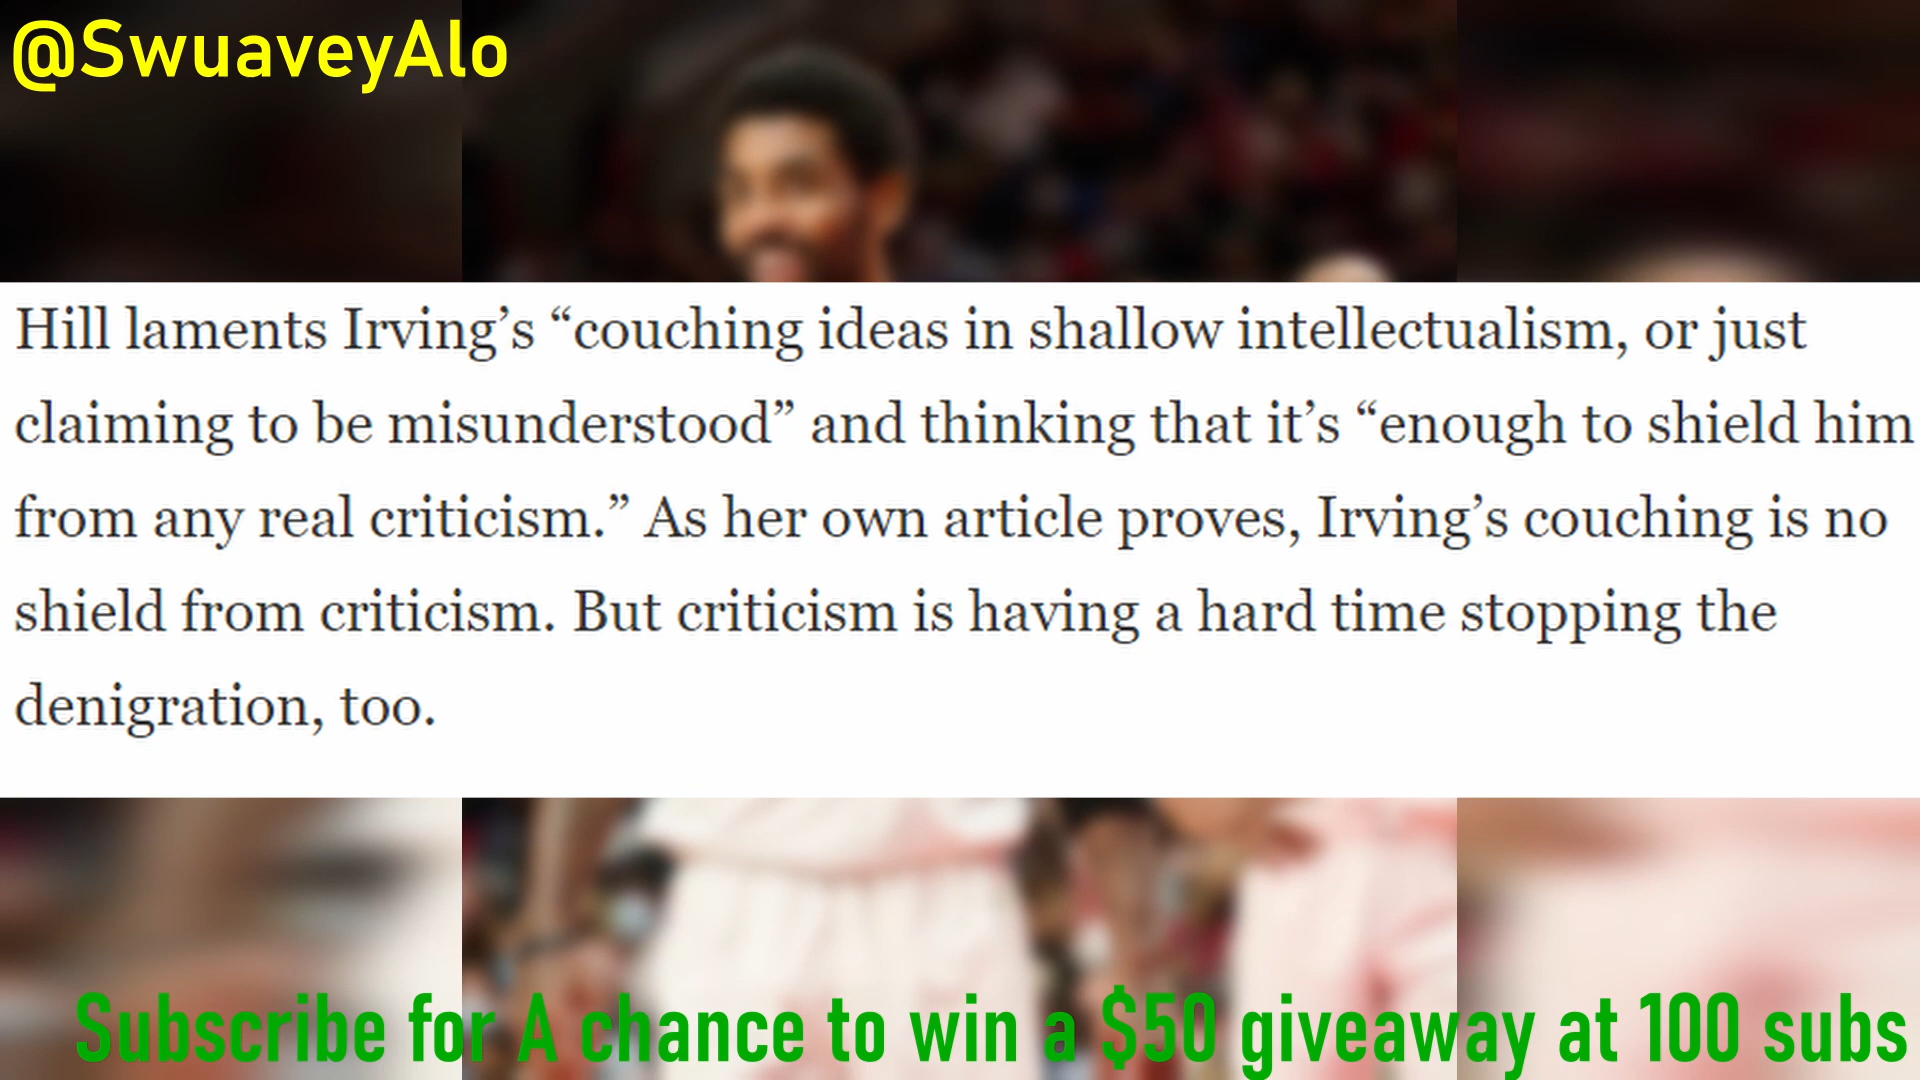 @SwuaveyAlo
Hill laments Irving’s “couching ideas in shallow intellectualism, or just
claiming to be misunderstood” and thinking that it’s “enough to shield him
from any real criticism.” As her own article proves, Irving’s couching is no
shield from criticism. But criticism is having a hard time stopping the
denigration, too.
Subscribe for A chance to win a $50 giveaway at 100 subs